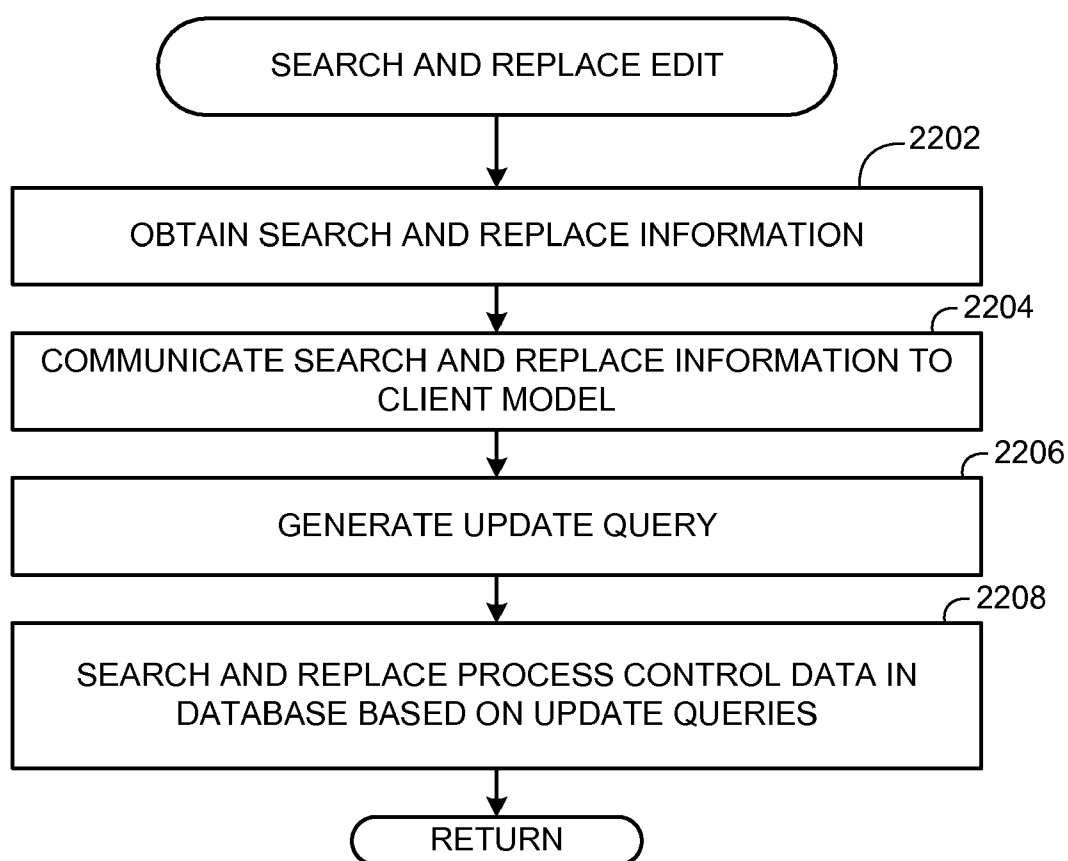 SEARCH AND REPLACE EDIT
2202
OBTAIN SEARCH AND REPLACE INFORMATION
2204
COMMUNICATE SEARCH AND REPLACE INFORMATION TO
CLIENT MODEL
2206
GENERATE UPDATE QUERY
2208
SEARCH AND REPLACE PROCESS CONTROL DATA IN
DATABASE BASED ON UPDATE QUERIES
RETURN